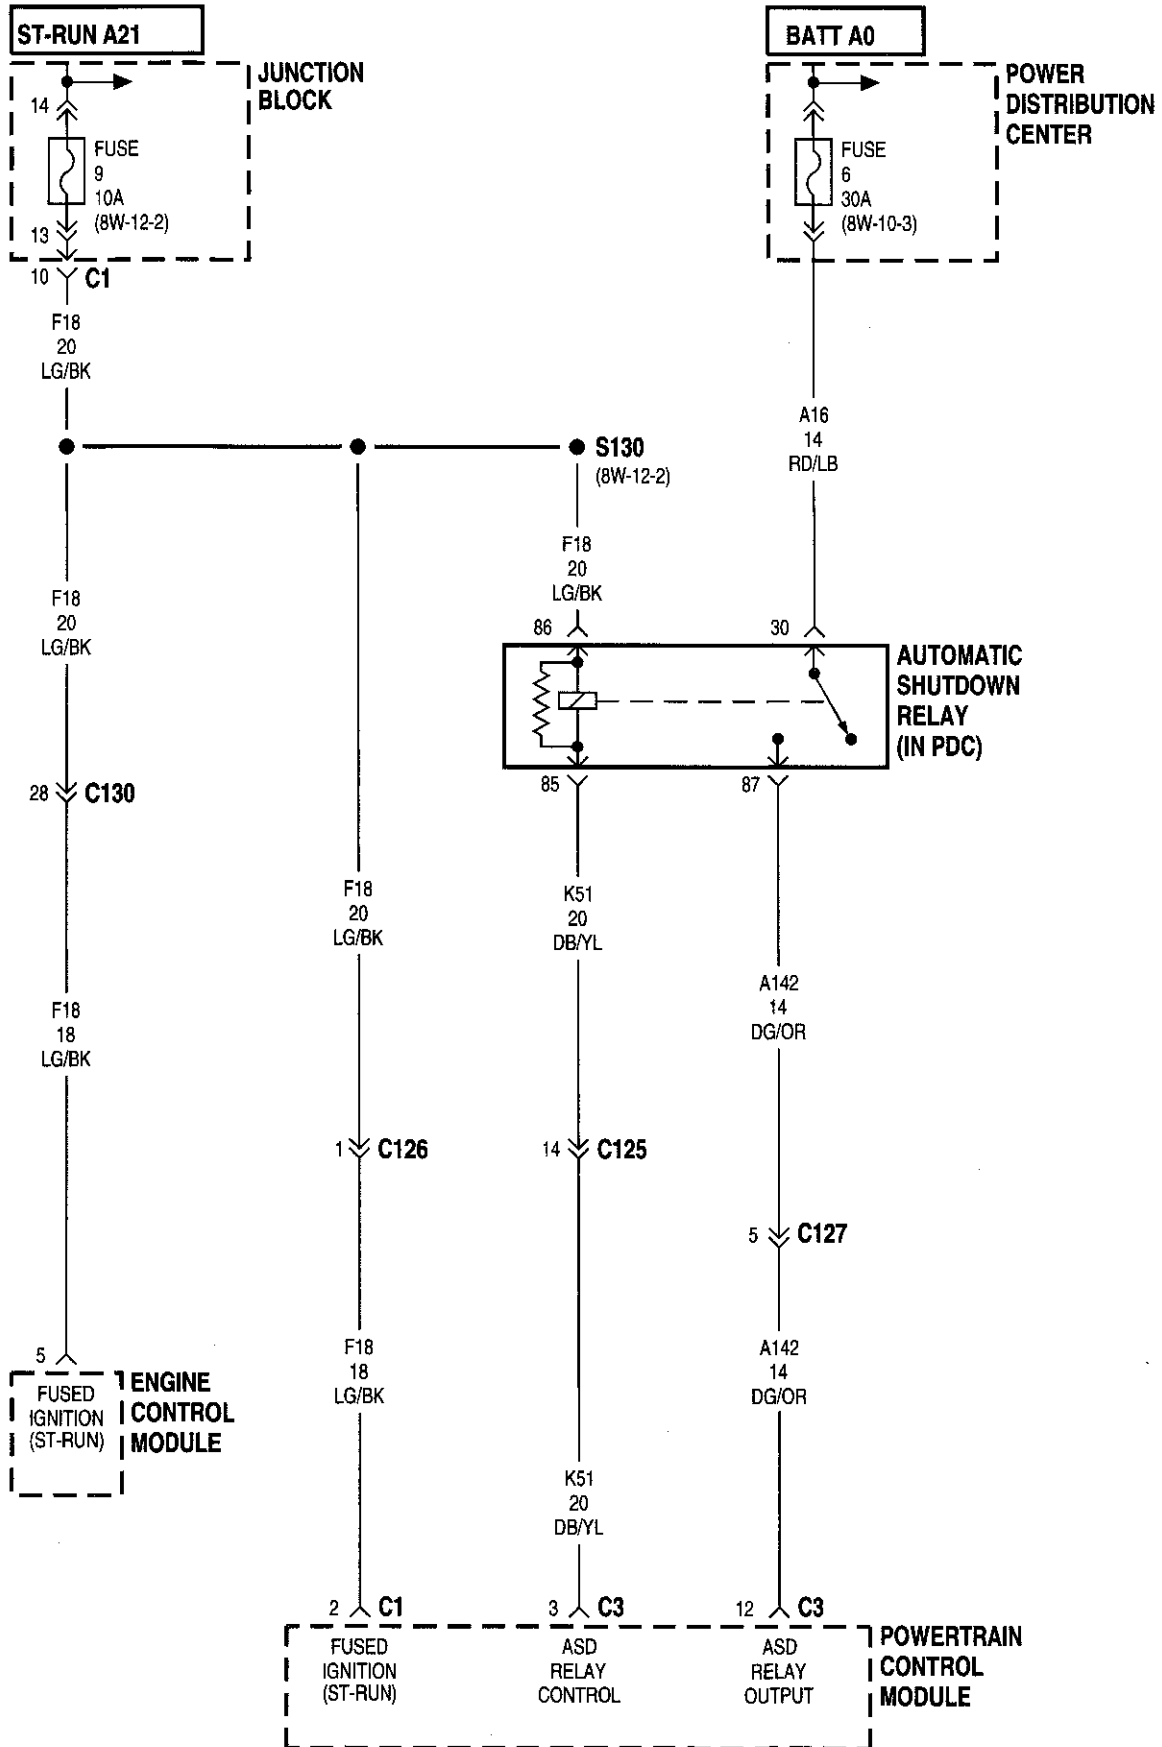 ST-RUN A21
BATT A0
JUNCTION
BLOCK
POWER
DISTRIBUTION
CENTER
14
FUSE
9
10A
(8W-12-2)
13
10
C1
FUSE
6
30A
(8W-10-3)
F18
20
LG/BK
A16
14
RD/LB
S130
(8W-12-2)
F18
20
LG/BK
F18
20
LG/BK
86
30
AUTOMATIC
SHUTDOWN
RELAY
(IN PDC)
85
87
28
C130
F18
20
LG/BK
K51
20
DB/YL
A142
14
DG/OR
F18
18
LG/BK
1
C126
14
C125
5
C127
F18
18
LG/BK
A142
14
DG/OR
5
FUSED
IGNITION
(ST-RUN)
ENGINE
CONTROL
MODULE
K51
20
DB/YL
2
C1
3
C3
12
C3
FUSED
IGNITION
(ST-RUN)
ASD
RELAY
CONTROL
ASD
RELAY
OUTPUT
POWERTRAIN
CONTROL
MODULE